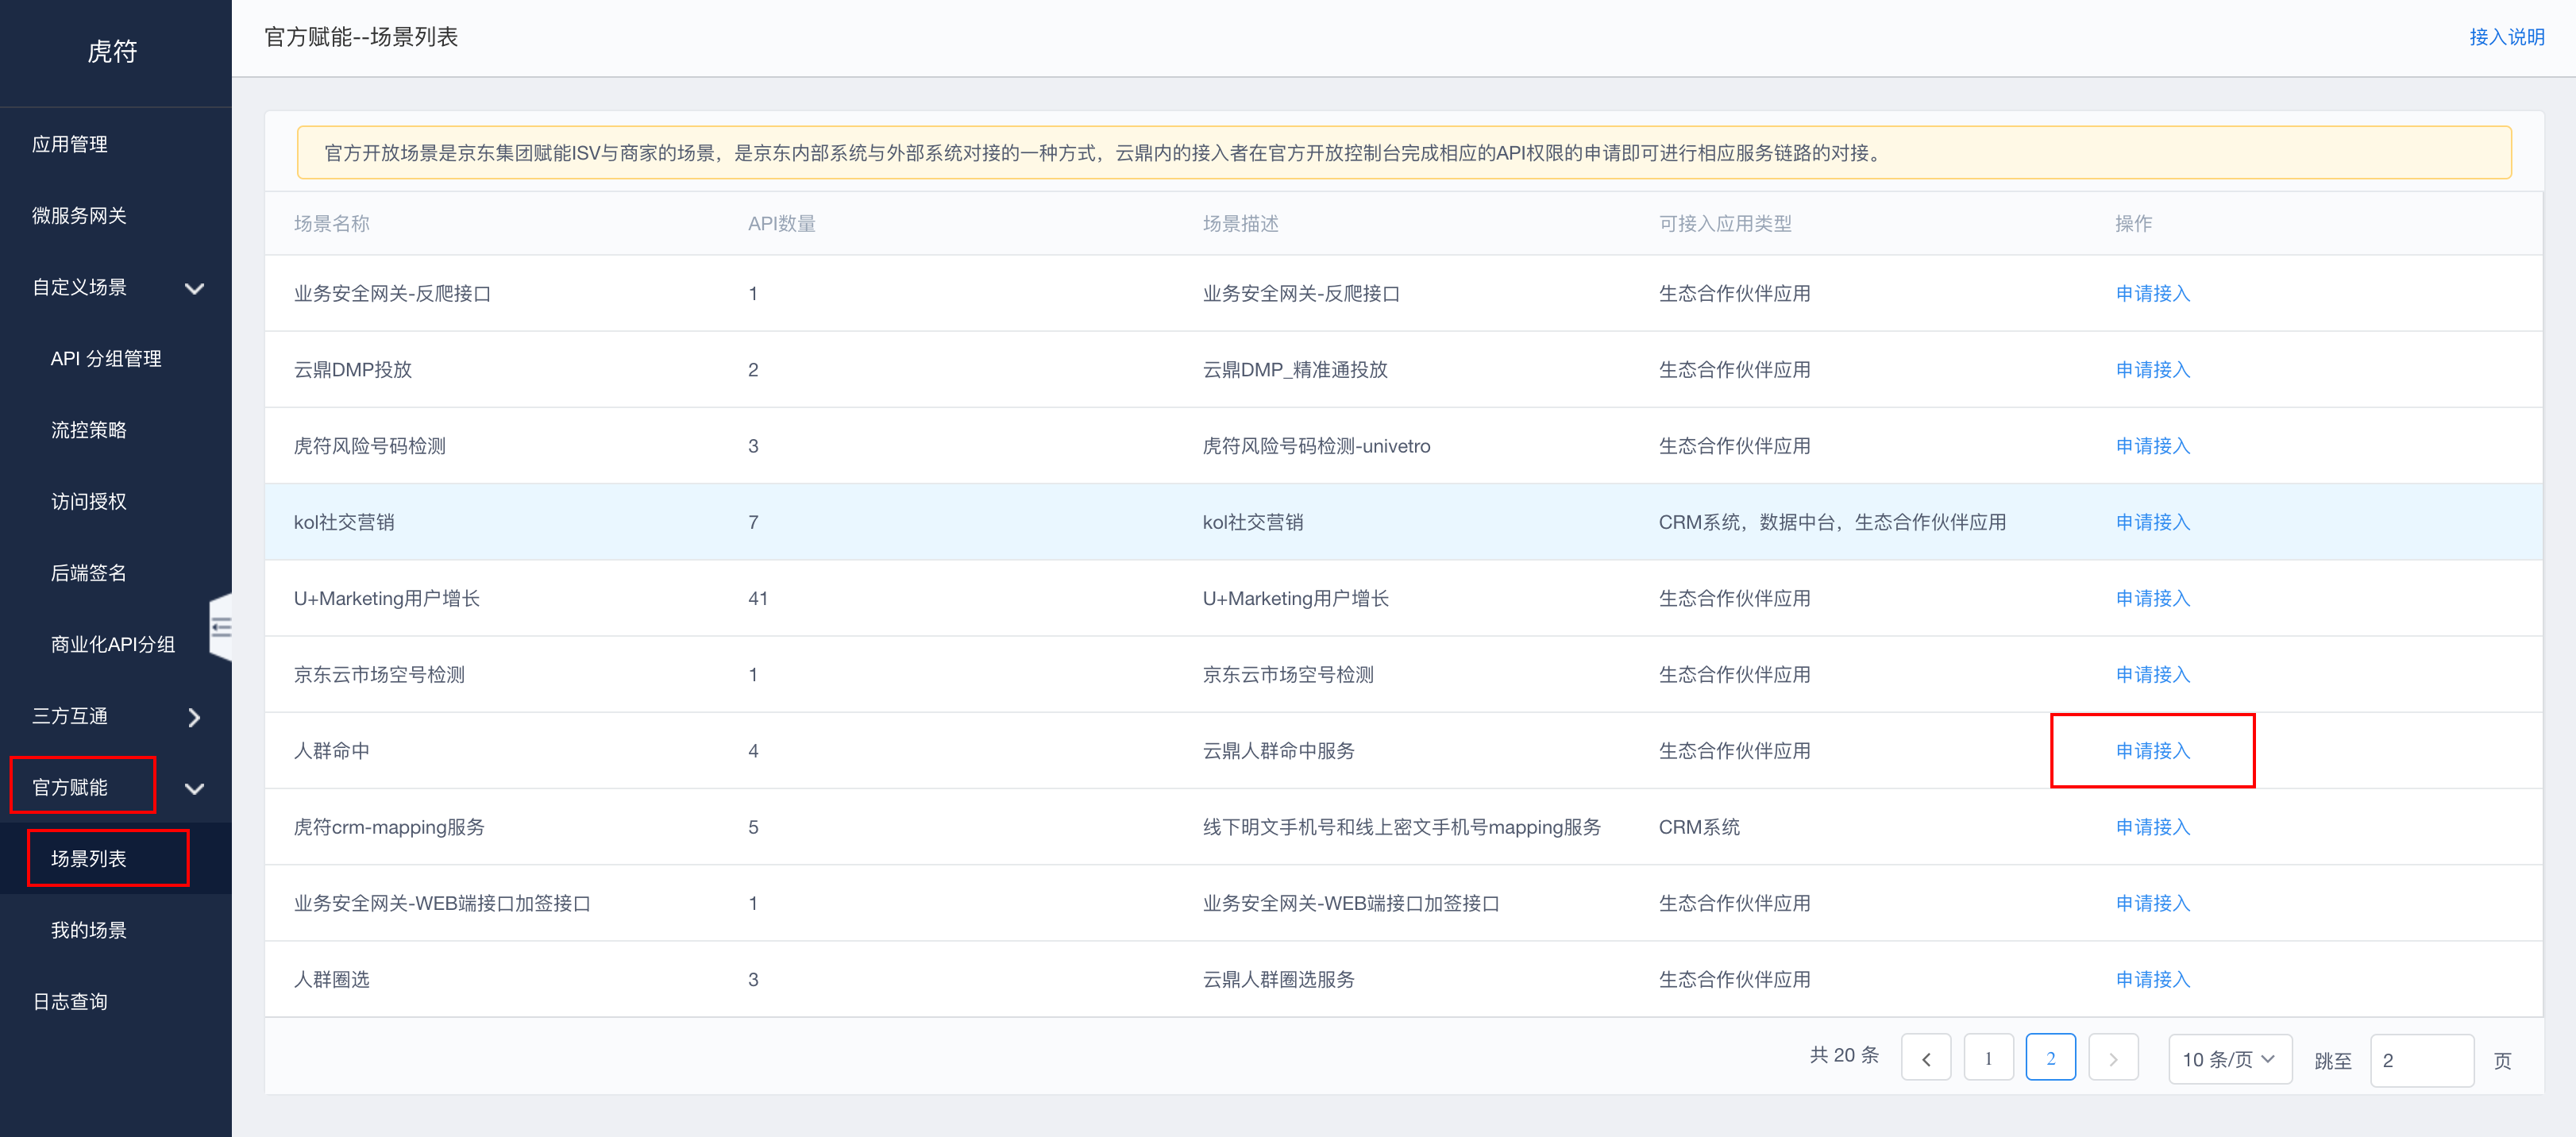 虎符
应用管理
微服务网关
自定义场景
API 分组管理
流控策略
访问授权
后端签名
商业化API分组
三方互通
官方赋能
场景列表
我的场景
日志查询
官方赋能--场景列表
接入说明
官方开放场景是京东集团赋能ISV与商家的场景，是京东内部系统与外部系统对接的一种方式，云鼎内的接入者在官方开放控制台完成相应的API权限的申请即可进行相应服务链路的对接。
场景名称 API数量 场景描述 可接入应用类型 操作
业务安全网关-反爬接口 1 业务安全网关-反爬接口 生态合作伙伴应用 申请接入
云鼎DMP投放 2 云鼎DMP_精准通投放 生态合作伙伴应用 申请接入
虎符风险号码检测 3 虎符风险号码检测-univetro 生态合作伙伴应用 申请接入
kol社交营销 7 kol社交营销 CRM系统，数据中台，生态合作伙伴应用 申请接入
U+Marketing用户增长 41 U+Marketing用户增长 生态合作伙伴应用 申请接入
京东云市场空号检测 1 京东云市场空号检测 生态合作伙伴应用 申请接入
人群命中 4 云鼎人群命中服务 生态合作伙伴应用 申请接入
虎符crm-mapping服务 5 线下明文手机号和线上密文手机号mapping服务 CRM系统 申请接入
业务安全网关-WEB端接口加签接口 1 业务安全网关-WEB端接口加签接口 生态合作伙伴应用 申请接入
人群圈选 3 云鼎人群圈选服务 生态合作伙伴应用 申请接入
共 20 条 1 2 10 条/页 跳至 2 页